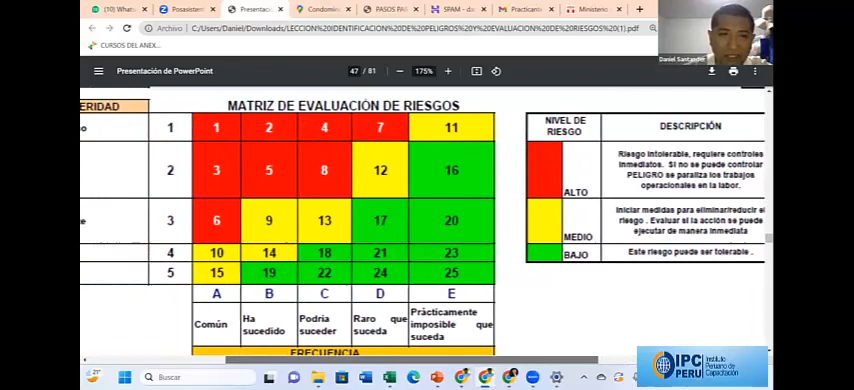 (10) Whats
Posasistent
Presentaci
Condomini
PASOS PAR
SPAM - da
Practicante
Ministerio
Archivo
C:/Users/Daniel/Downloads/LECCION%20IDENTIFICACION%20DE%20PELIGROS%20Y%20EVALUACION%20DE%20RIESGOS%20(1).pdf
Daniel Santander
CURSOS DEL ANEX...
Presentación de PowerPoint
47 / 81
175%
ERIDAD
MATRIZ DE EVALUACIÓN DE RIESGOS
1 1 2 4 7 11
2 3 5 8 12 16
3 6 9 13 17 20
4 10 14 18 21 23
5 15 19 22 24 25
A B C D E
Común
Ha sucedido
Podría suceder
Raro que suceda
Prácticamente imposible que suceda
FRECUENCIA
NIVEL DE RIESGO
DESCRIPCIÓN
ALTO
Riesgo intolerable, requiere controles
inmediatos. Si no se puede controlar
PELIGRO se paraliza los trabajos
operacionales en la labor.
MEDIO
Iniciar medidas para eliminar/reducir el
riesgo . Evaluar si la acción se puede
ejecutar de manera inmediata
BAJO
Este riesgo puede ser tolerable .
Buscar
IPC PERU
Instituto
Peruano de
Capacitación